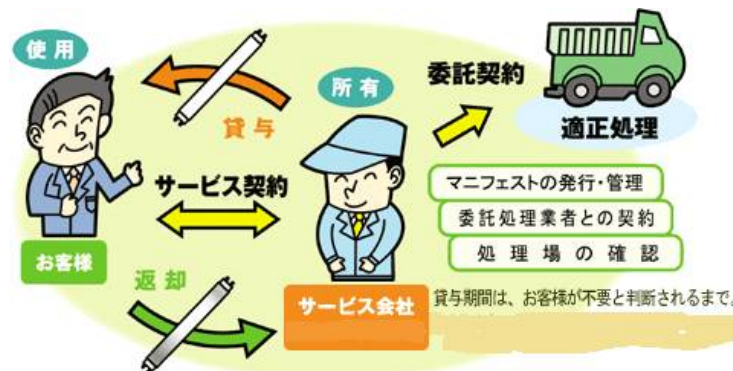 使用
貸与
所有
委託契約
適正処理
サービス契約
マニフェストの発行・管理
委託処理業者との契約
処理場の確認
お客様
返却
サービス会社
貸与期間は、お客様が不要と判断されるまで。